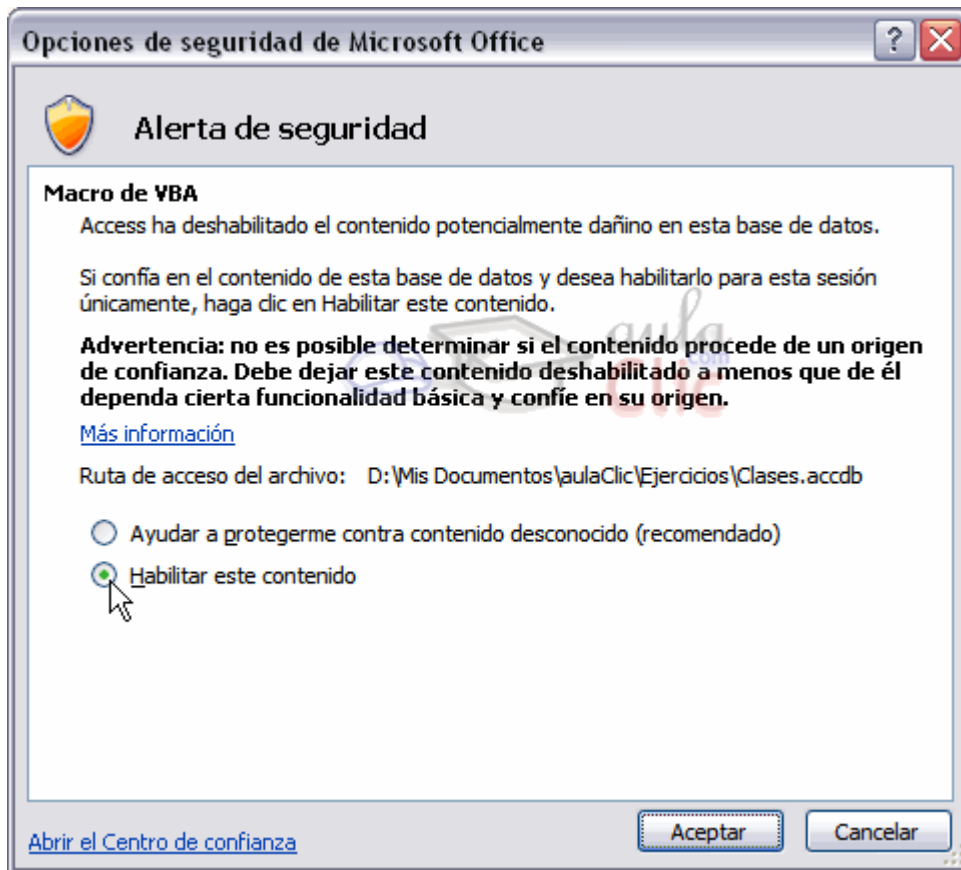 Opciones de seguridad de Microsoft Office
Alerta de seguridad
Macro de VBA
Access ha deshabilitado el contenido potencialmente dañino en esta base de datos.
Si confía en el contenido de esta base de datos y desea habilitarlo para esta sesión
únicamente, haga clic en Habilitar este contenido.
Advertencia: no es posible determinar si el contenido procede de un origen
de confianza. Debe dejar este contenido deshabilitado a menos que de él
dependa cierta funcionalidad básica y confíe en su origen.
aula
Clic
.com
Más información
Ruta de acceso del archivo: D:\Mis Documentos\aulaClic\Ejercicios\Clases.accdb
Ayudar a protegerme contra contenido desconocido (recomendado)
Habilitar este contenido
Abrir el Centro de confianza
Aceptar
Cancelar